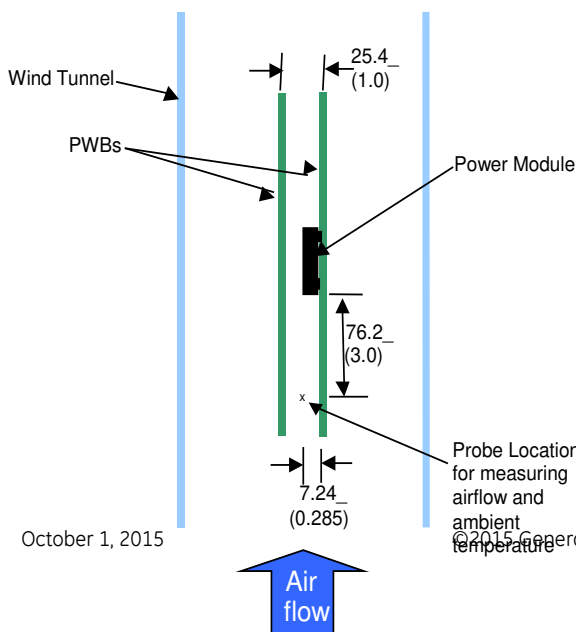 25.4_
(1.0)
Wind Tunnel
PWBs
Power Module
76.2_
(3.0)
x
Probe Location
for measuring
airflow and
ambient
temperature
7.24_
(0.285)
October 1, 2015
©2015 General
Air
flow